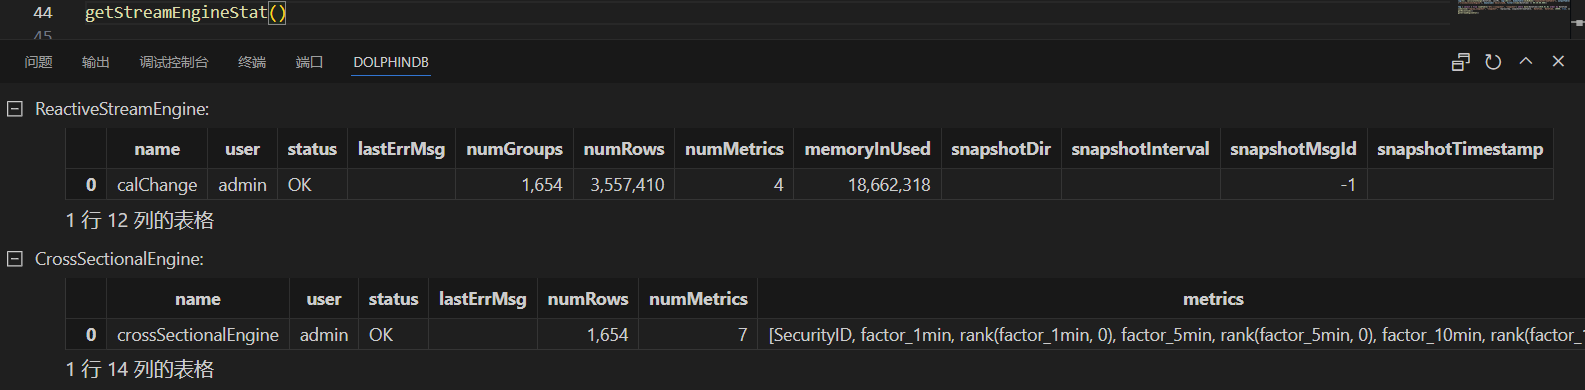 44 getStreamEngineStat()
45
问题 输出 调试控制台 终端 端口 DOLPHINDB
ReactiveStreamEngine:
name user status lastErrMsg numGroups numRows numMetrics memoryInUsed snapshotDir snapshotInterval snapshotMsgId snapshotTimestamp
0 calChange admin OK 1,654 3,557,410 4 18,662,318 -1
1 行 12 列的表格
CrossSectionalEngine:
name user status lastErrMsg numRows numMetrics metrics
0 crossSectionalEngine admin OK 1,654 7 [SecurityID, factor_1min, rank(factor_1min, 0), factor_5min, rank(factor_5min, 0), factor_10min, rank(factor_1
1 行 14 列的表格